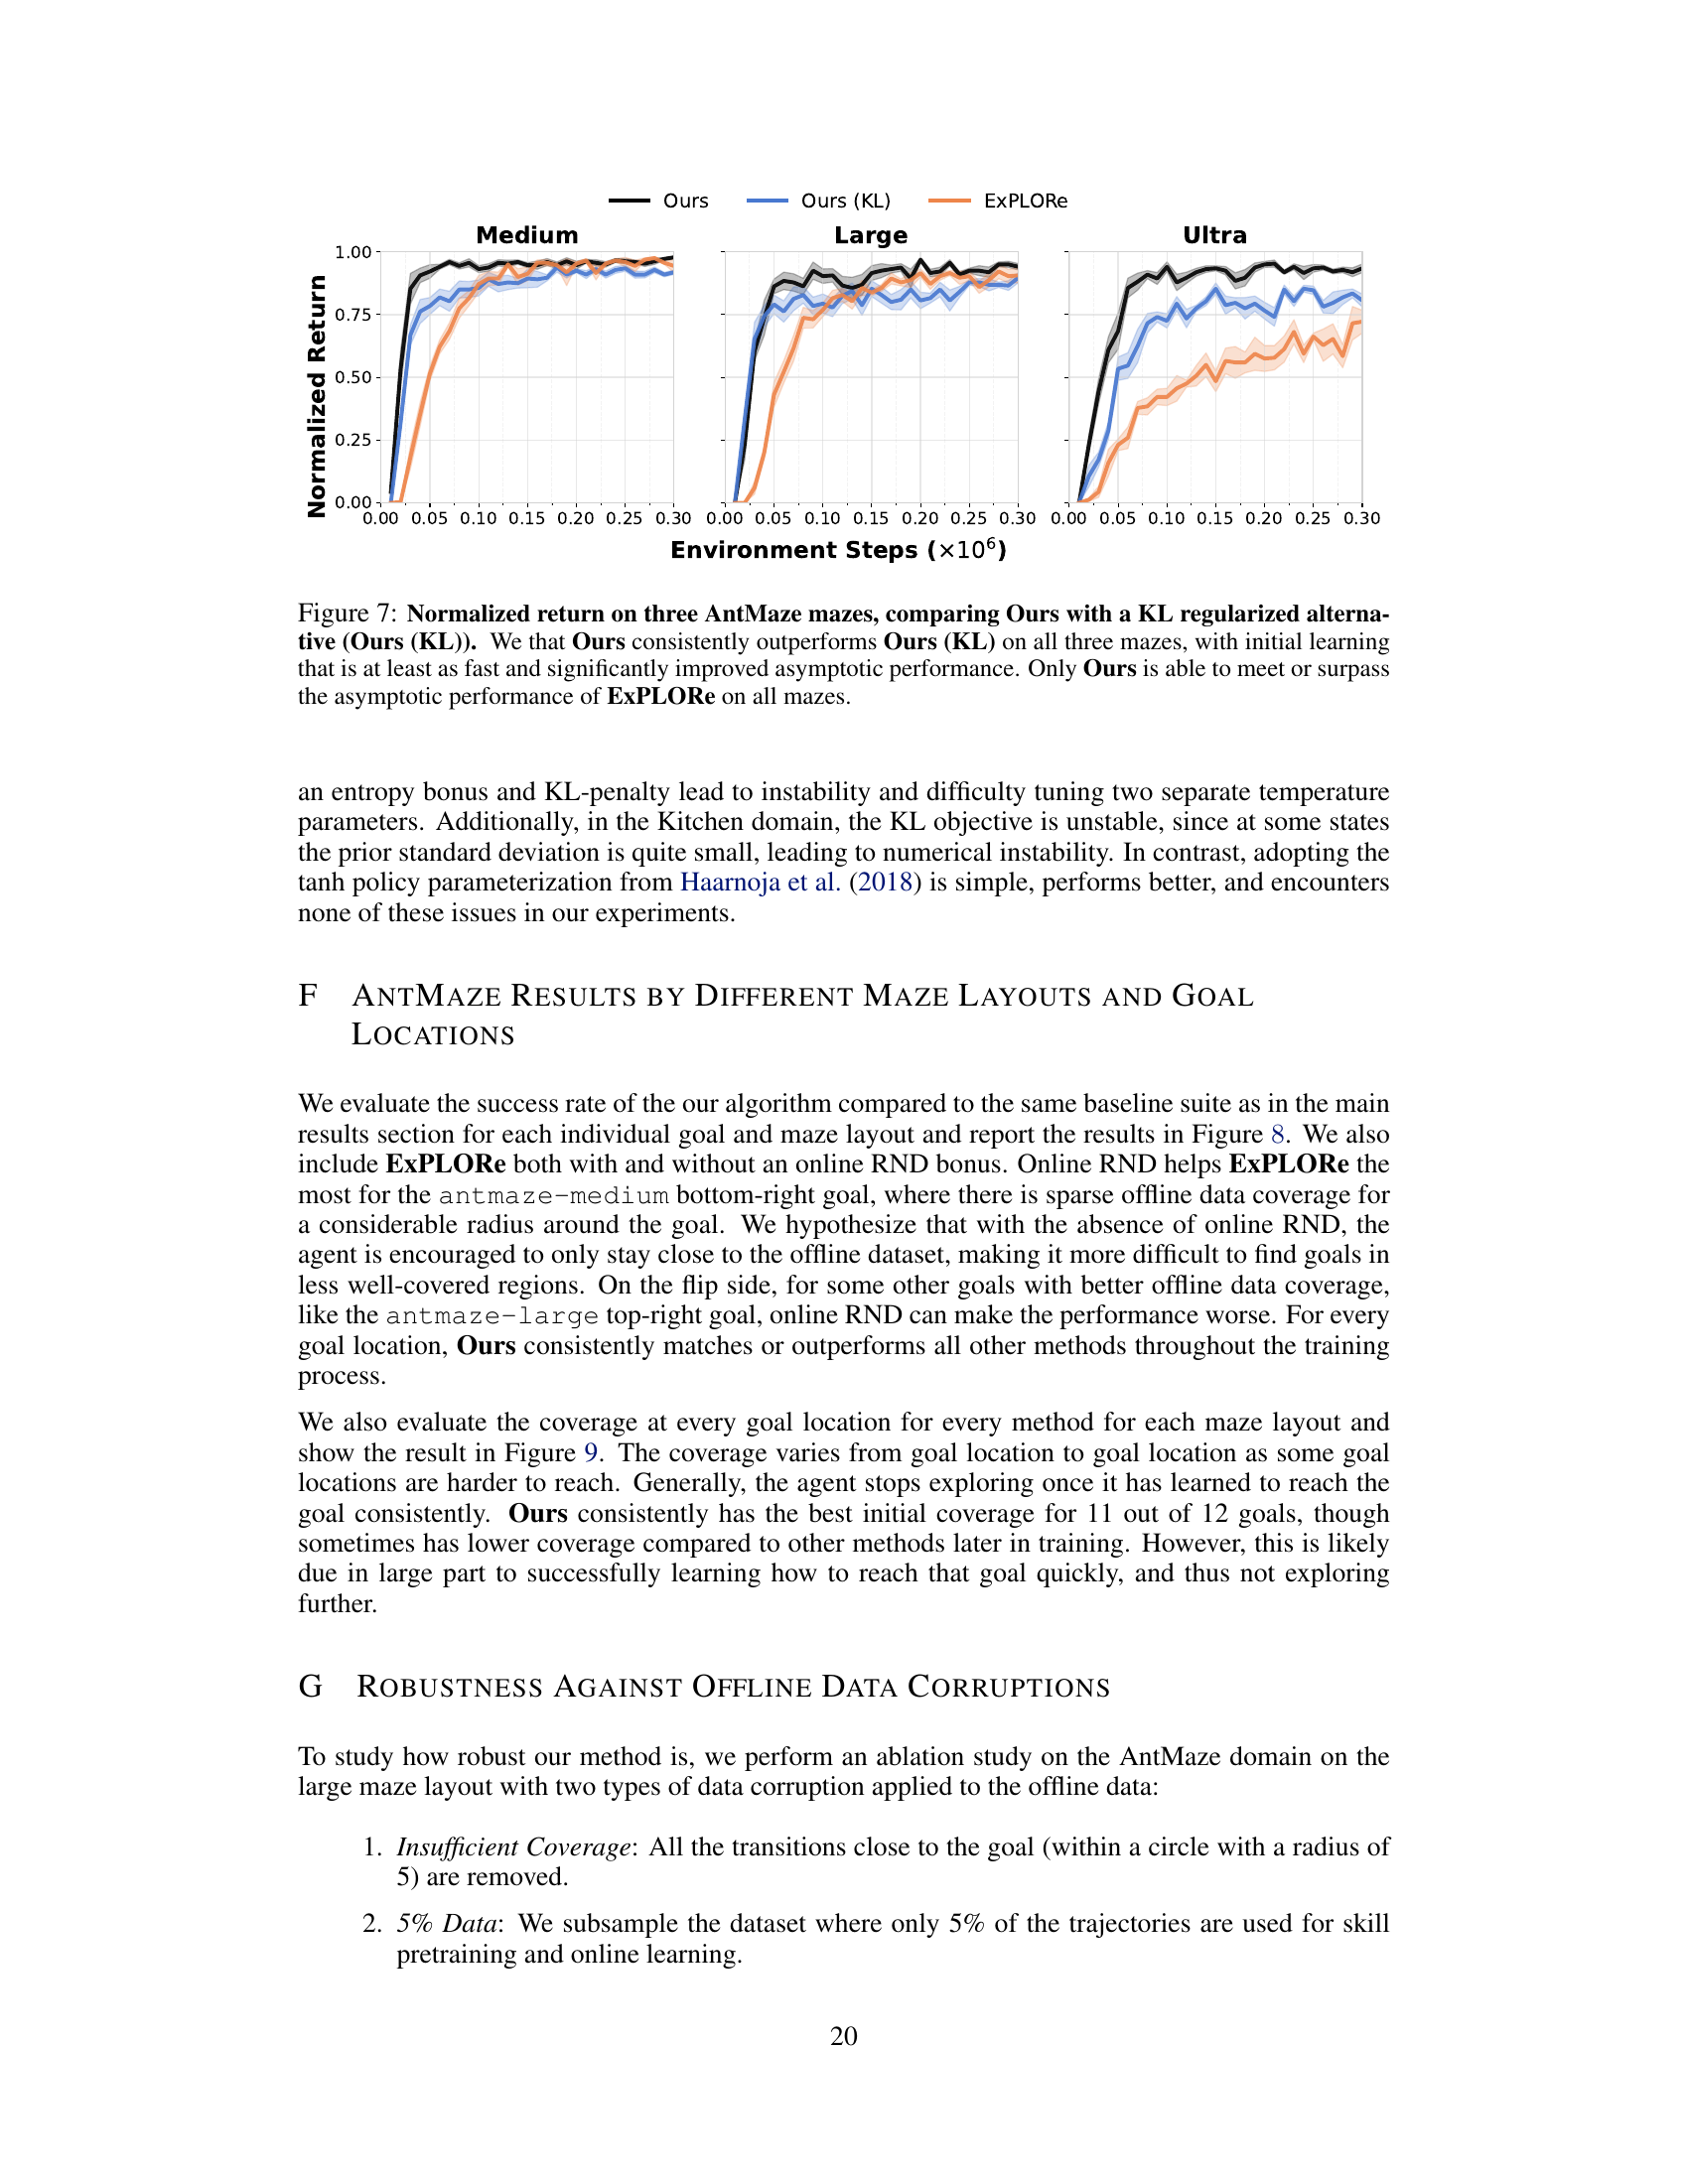 Ours Ours (KL) ExPLORe
Medium Large Ultra
Normalized Return
1.00
0.75
0.50
0.25
0.00
0.00 0.05 0.10 0.15 0.20 0.25 0.30 0.00 0.05 0.10 0.15 0.20 0.25 0.30 0.00 0.05 0.10 0.15 0.20 0.25 0.30
Environment Steps (×10⁶)
Figure 7: Normalized return on three AntMaze mazes, comparing Ours with a KL regularized alterna-
tive (Ours (KL)). We that Ours consistently outperforms Ours (KL) on all three mazes, with initial learning
that is at least as fast and significantly improved asymptotic performance. Only Ours is able to meet or surpass
the asymptotic performance of ExPLORe on all mazes.
an entropy bonus and KL-penalty lead to instability and difficulty tuning two separate temperature
parameters. Additionally, in the Kitchen domain, the KL objective is unstable, since at some states
the prior standard deviation is quite small, leading to numerical instability. In contrast, adopting the
tanh policy parameterization from Haarnoja et al. (2018) is simple, performs better, and encounters
none of these issues in our experiments.
F ANTMAZE RESULTS BY DIFFERENT MAZE LAYOUTS AND GOAL
LOCATIONS
We evaluate the success rate of the our algorithm compared to the same baseline suite as in the main
results section for each individual goal and maze layout and report the results in Figure 8. We also
include ExPLORe both with and without an online RND bonus. Online RND helps ExPLORe the
most for the antmaze-medium bottom-right goal, where there is sparse offline data coverage for
a considerable radius around the goal. We hypothesize that with the absence of online RND, the
agent is encouraged to only stay close to the offline dataset, making it more difficult to find goals in
less well-covered regions. On the flip side, for some other goals with better offline data coverage,
like the antmaze-large top-right goal, online RND can make the performance worse. For every
goal location, Ours consistently matches or outperforms all other methods throughout the training
process.
We also evaluate the coverage at every goal location for every method for each maze layout and
show the result in Figure 9. The coverage varies from goal location to goal location as some goal
locations are harder to reach. Generally, the agent stops exploring once it has learned to reach the
goal consistently. Ours consistently has the best initial coverage for 11 out of 12 goals, though
sometimes has lower coverage compared to other methods later in training. However, this is likely
due in large part to successfully learning how to reach that goal quickly, and thus not exploring
further.
G ROBUSTNESS AGAINST OFFLINE DATA CORRUPTIONS
To study how robust our method is, we perform an ablation study on the AntMaze domain on the
large maze layout with two types of data corruption applied to the offline data:
1. Insufficient Coverage: All the transitions close to the goal (within a circle with a radius of
5) are removed.
2. 5% Data: We subsample the dataset where only 5% of the trajectories are used for skill
pretraining and online learning.
20